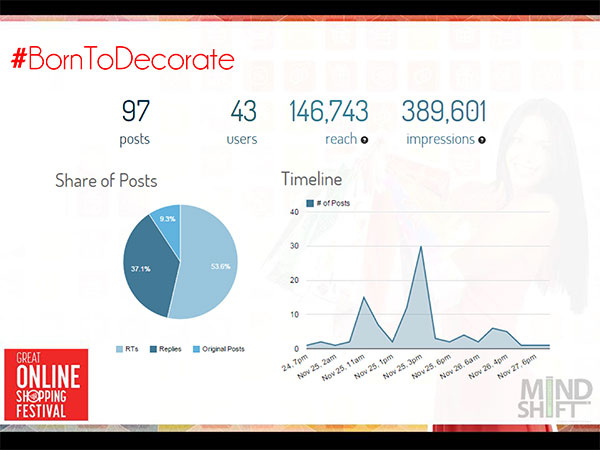 #BornToDecorate
97
43
146,743
389,601
posts
users
reach ?
impressions ?
Share of Posts
Timeline
# of Posts
40
30
20
10
0
9.3%
37.1%
53.6%
RTs
Replies
Original Posts
24, 7pm
Nov 25, 2am
Nov 25, 11am
Nov 25, 1pm
Nov 25, 3pm
Nov 25, 6pm
Nov 26, 6am
Nov 26, 4pm
Nov 27, 6pm
GREAT
ONLINE
SHOPPING
FESTIVAL
MIND
SHIFT